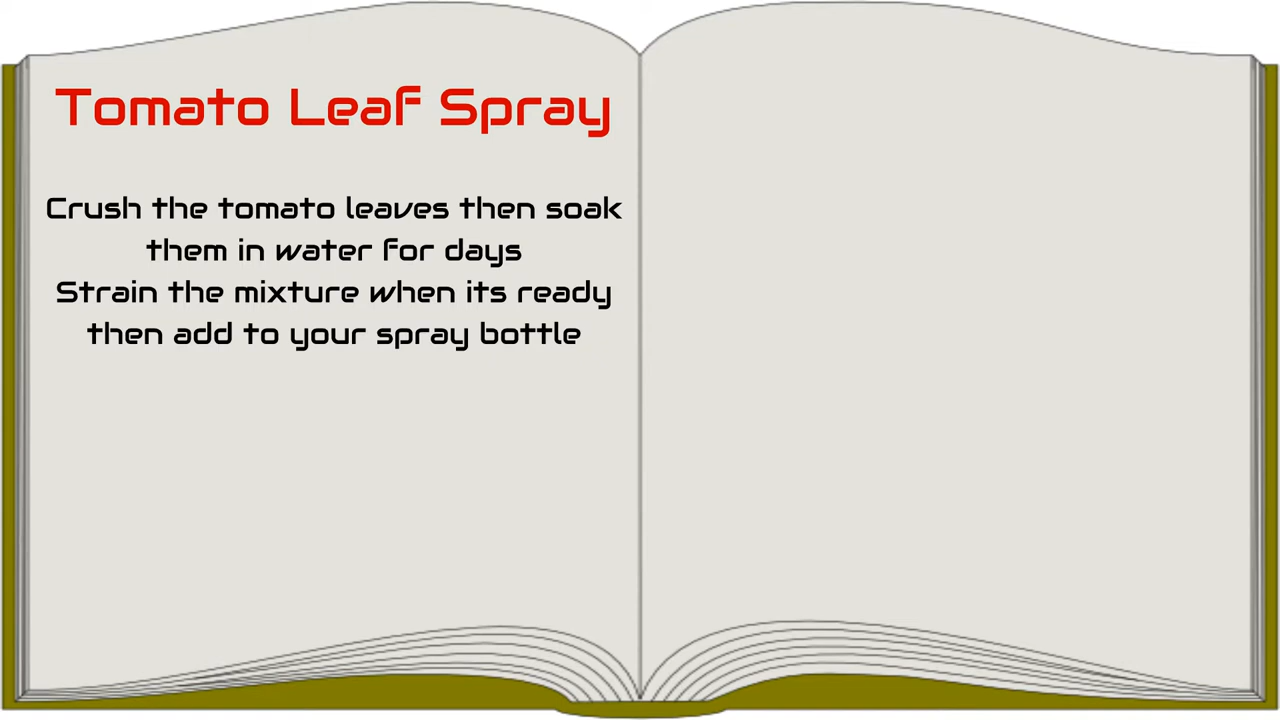 Tomato Leaf Spray
Crush the tomato leaves then soak
them in water for days
Strain the mixture when its ready
then add to your spray bottle